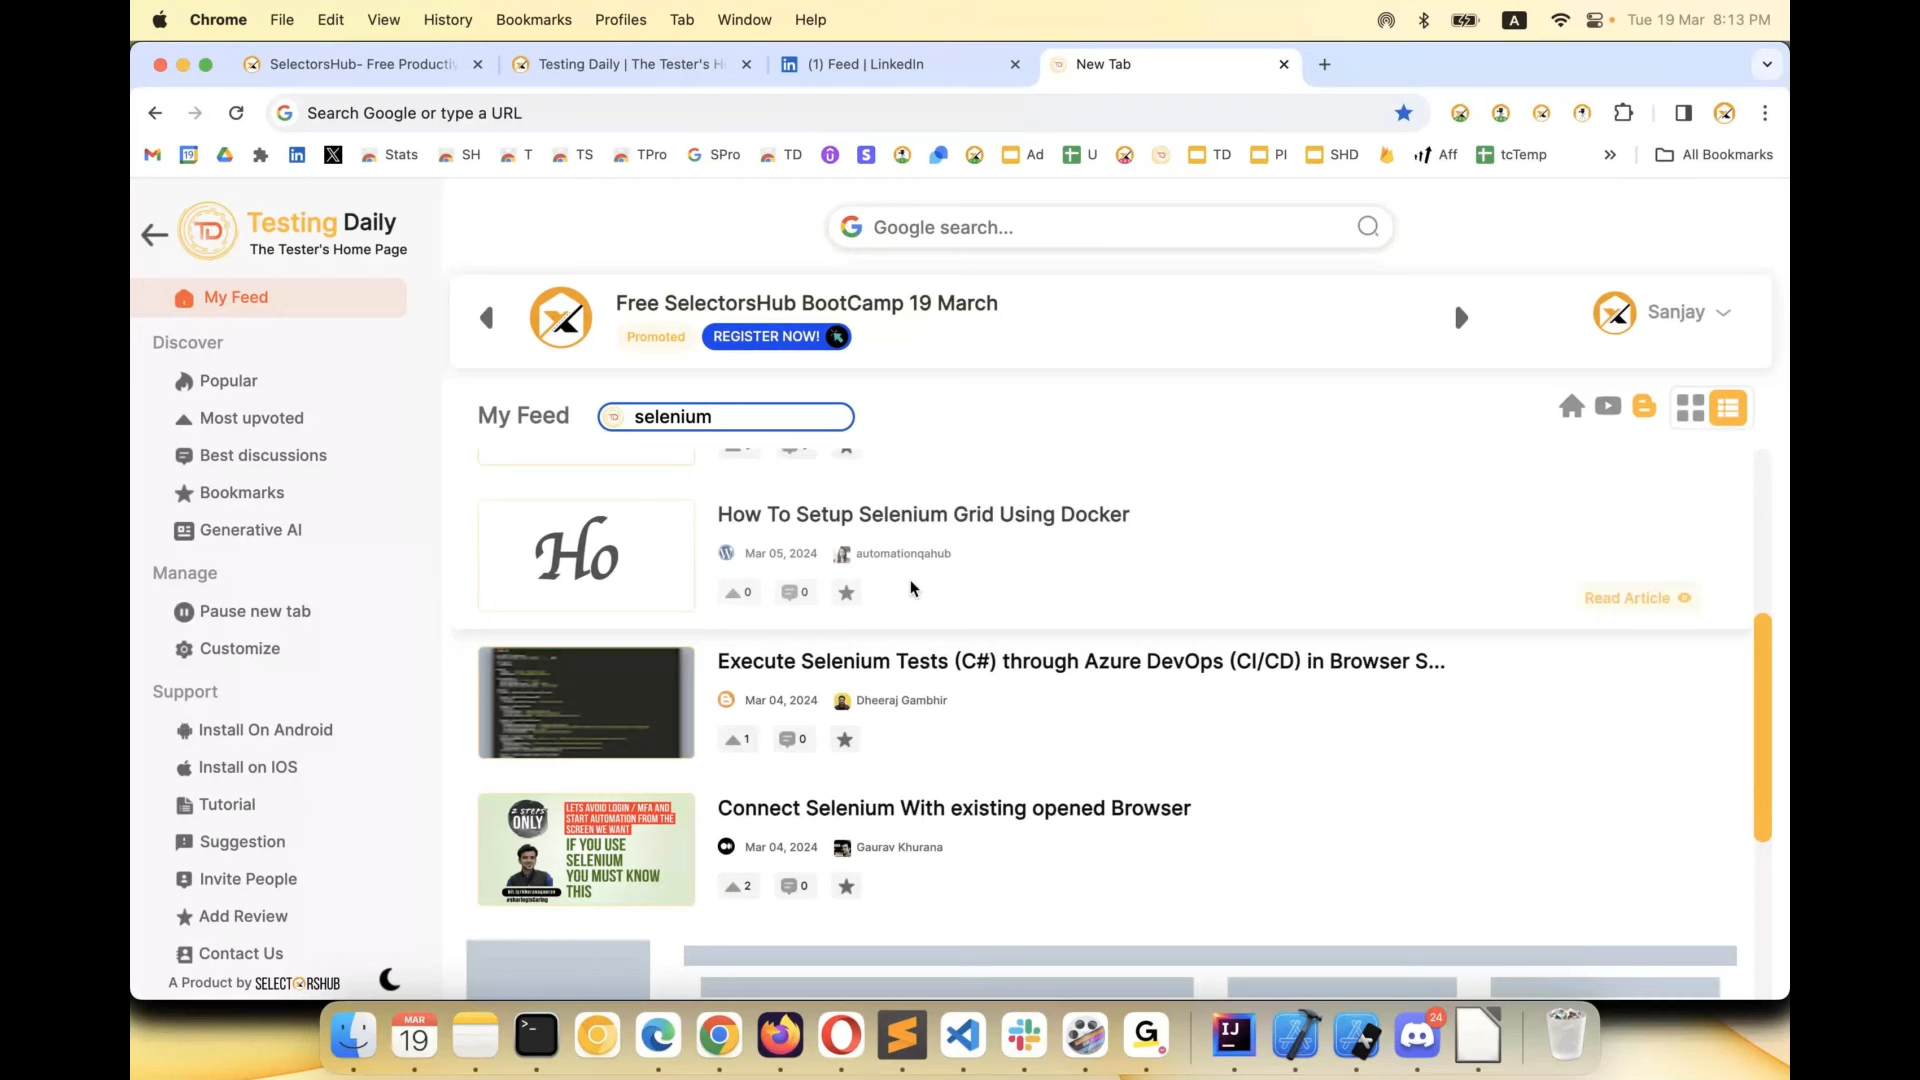 Chrome File Edit View History Bookmarks Profiles Tab Window Help A Tue 19 Mar 8:13 PM
SelectorsHub- Free Productiv Testing Daily | The Tester's H (1) Feed | LinkedIn New Tab
Search Google or type a URL
Stats SH T TS TPro SPro TD Ad U TD PI SHD Aff tcTemp All Bookmarks
TD
Testing Daily
The Tester's Home Page
Google search...
My Feed
Discover
Popular
Most upvoted
Best discussions
Bookmarks
Generative AI
Manage
Pause new tab
Customize
Support
Install On Android
Install on IOS
Tutorial
Suggestion
Invite People
Add Review
Contact Us
A Product by SELECTORSHUB
Free SelectorsHub BootCamp 19 March
Promoted REGISTER NOW!
Sanjay
My Feed selenium
Ho
How To Setup Selenium Grid Using Docker
Mar 05, 2024 automationqahub
0 0
Read Article
Execute Selenium Tests (C#) through Azure DevOps (CI/CD) in Browser S...
Mar 04, 2024 Dheeraj Gambhir
1 0
2 STEPS
ONLY
LETS AVOID LOGIN / MFA AND
START AUTOMATION FROM THE
SCREEN WE WANT
IF YOU USE
SELENIUM
YOU MUST KNOW
THIS
#sharingIsCaring
Connect Selenium With existing opened Browser
Mar 04, 2024 Gaurav Khurana
2 0
MAR
19
G
IJ
24